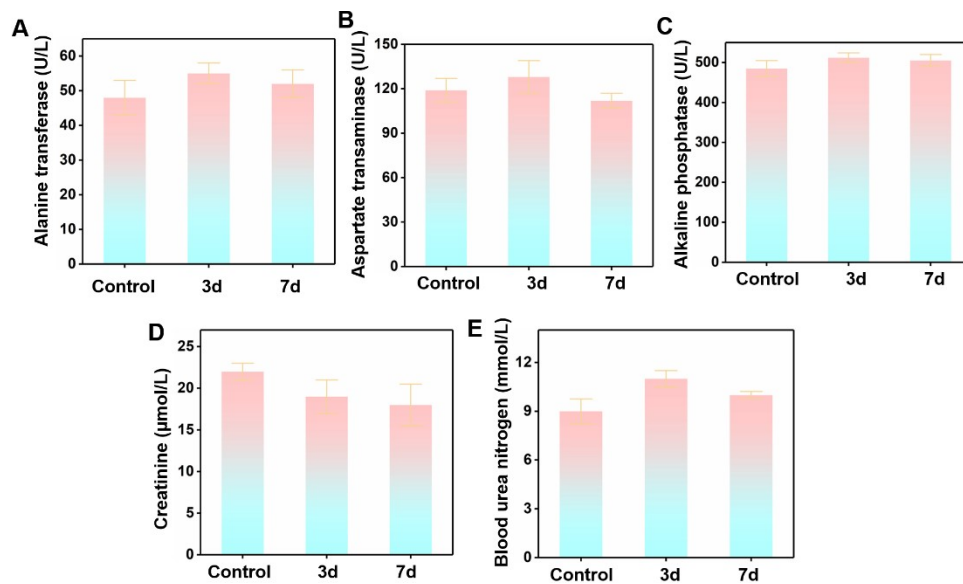 A
Alanine transferase (U/L)
60
50
40
30
20
10
0
Control 3d 7d
B
Aspartate transaminase (U/L)
150
120
90
60
30
0
Control 3d 7d
C
Alkaline phosphatase (U/L)
500
400
300
200
100
0
Control 3d 7d
D
Creatinine (μmol/L)
25
20
15
10
5
0
Control 3d 7d
E
Blood urea nitrogen (mmol/L)
12
9
6
3
0
Control 3d 7d